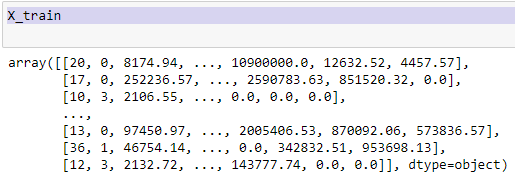 X_train
array([[20, 0, 8174.94, ..., 10900000.0, 12632.52, 4457.57],
[17, 0, 252236.57, ..., 2590783.63, 851520.32, 0.0],
[10, 3, 2106.55, ..., 0.0, 0.0, 0.0],
...,
[13, 0, 97450.97, ..., 2005406.53, 870092.06, 573836.57],
[36, 1, 46754.14, ..., 0.0, 342832.51, 953698.13],
[12, 3, 2132.72, ..., 143777.74, 0.0, 0.0]], dtype=object)